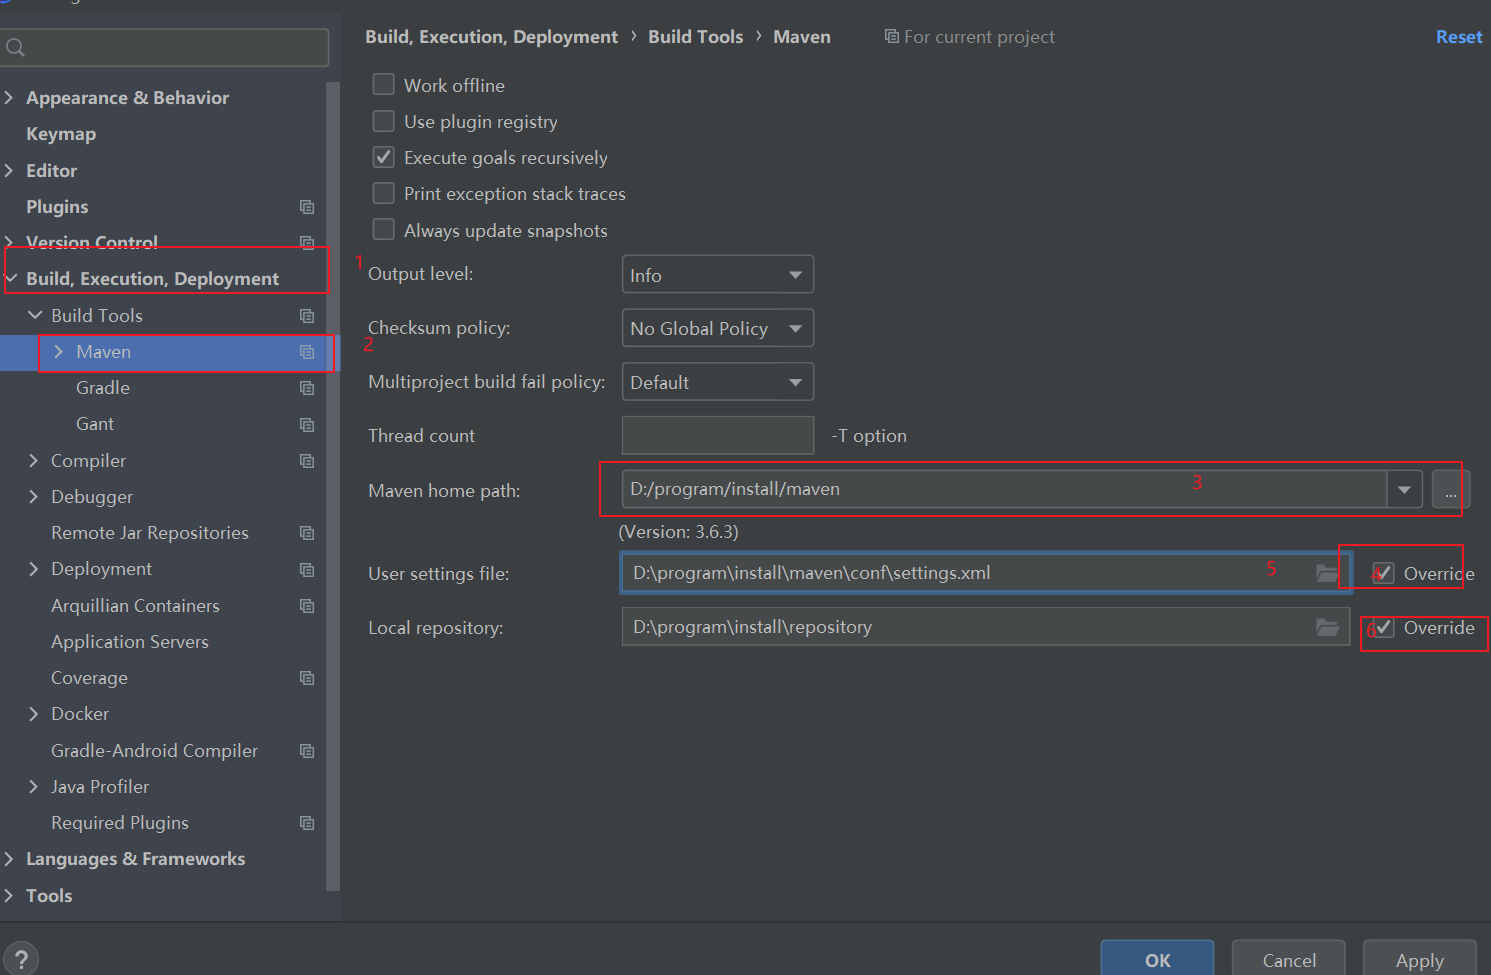 Build, Execution, Deployment › Build Tools › Maven For current project Reset
Work offline
Use plugin registry
Execute goals recursively
Print exception stack traces
Always update snapshots
Output level: Info
Checksum policy: No Global Policy
Multiproject build fail policy: Default
Thread count -T option
Maven home path: D:/program/install/maven 3 ...
(Version: 3.6.3)
User settings file: D:\program\install\maven\conf\settings.xml 5 4 Override
Local repository: D:\program\install\repository 6 Override
Appearance & Behavior
Keymap
Editor
Plugins
Version Control
Build, Execution, Deployment 1
Build Tools
Maven 2
Gradle
Gant
Compiler
Debugger
Remote Jar Repositories
Deployment
Arquillian Containers
Application Servers
Coverage
Docker
Gradle-Android Compiler
Java Profiler
Required Plugins
Languages & Frameworks
Tools
?
OK Cancel Apply